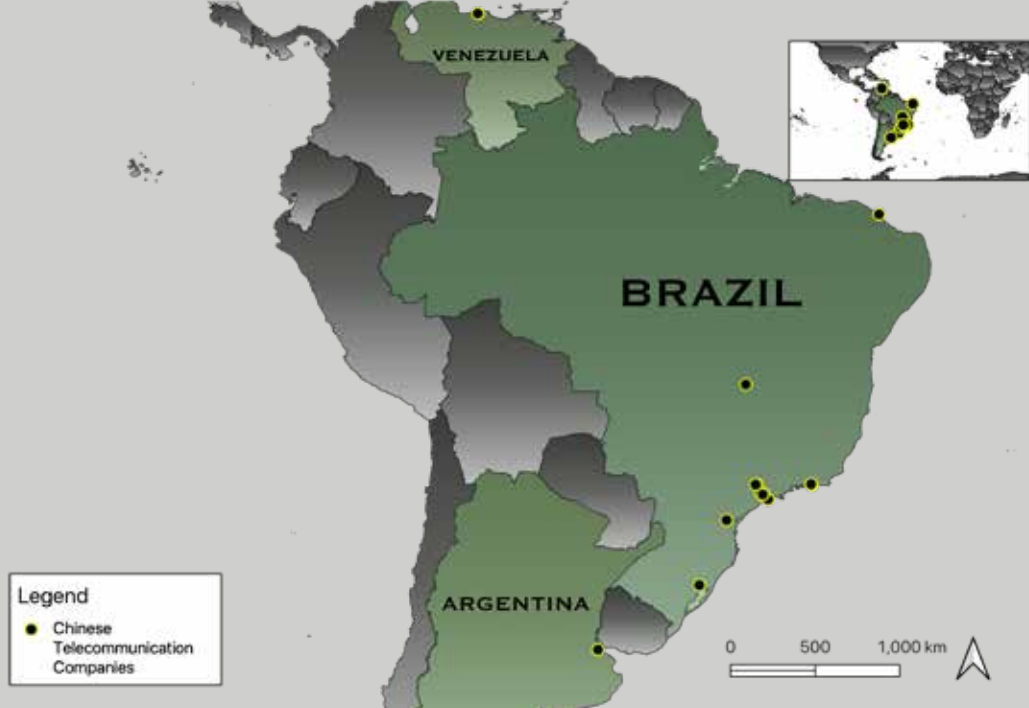 VENEZUELA
BRAZIL
ARGENTINA
Legend
Chinese
Telecommunication
Companies
0 500 1,000 km